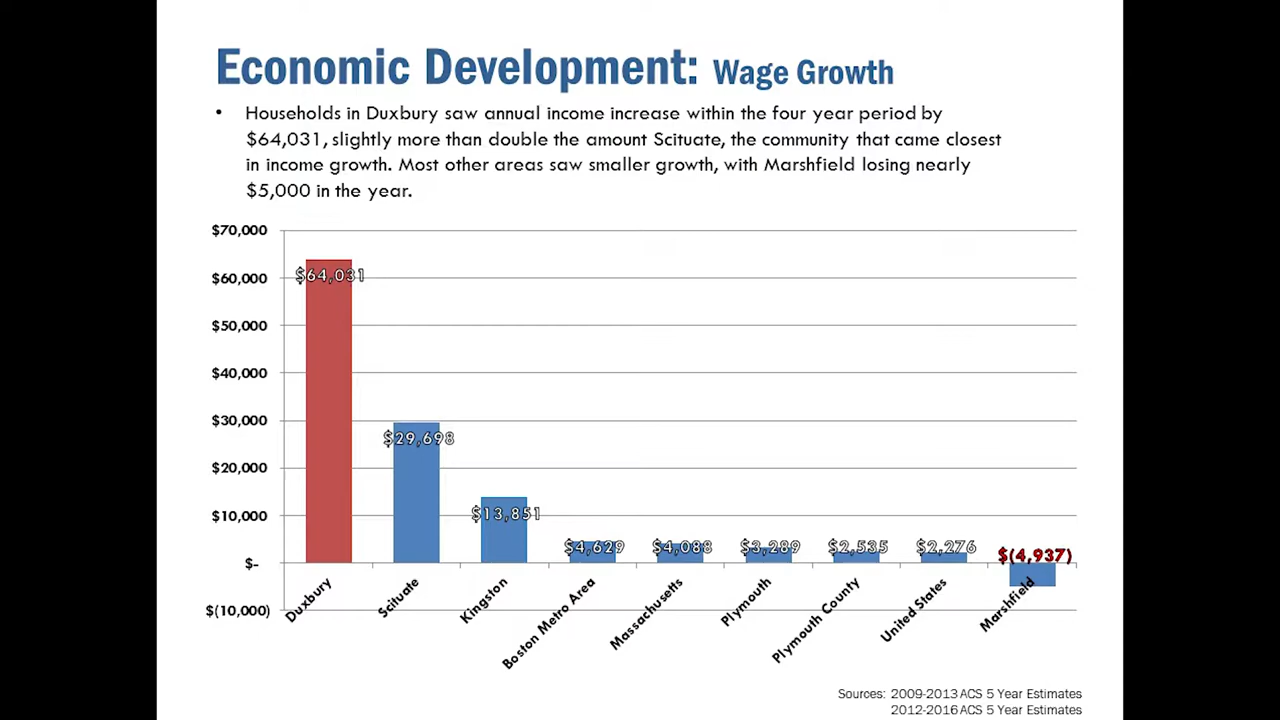 Economic Development: Wage Growth
• Households in Duxbury saw annual income increase within the four year period by
$64,031, slightly more than double the amount Scituate, the community that came closest
in income growth. Most other areas saw smaller growth, with Marshfield losing nearly
$5,000 in the year.
$70,000
$60,000
$50,000
$40,000
$30,000
$20,000
$10,000
$-
$(10,000)
$64,031
$29,698
$13,851
$4,629
$4,088
$3,289
$2,535
$2,276
$(4,937)
Duxbury
Scituate
Kingston
Boston Metro Area
Massachusetts
Plymouth
Plymouth County
United States
Marshfield
Sources: 2009-2013 ACS 5 Year Estimates
2012-2016 ACS 5 Year Estimates